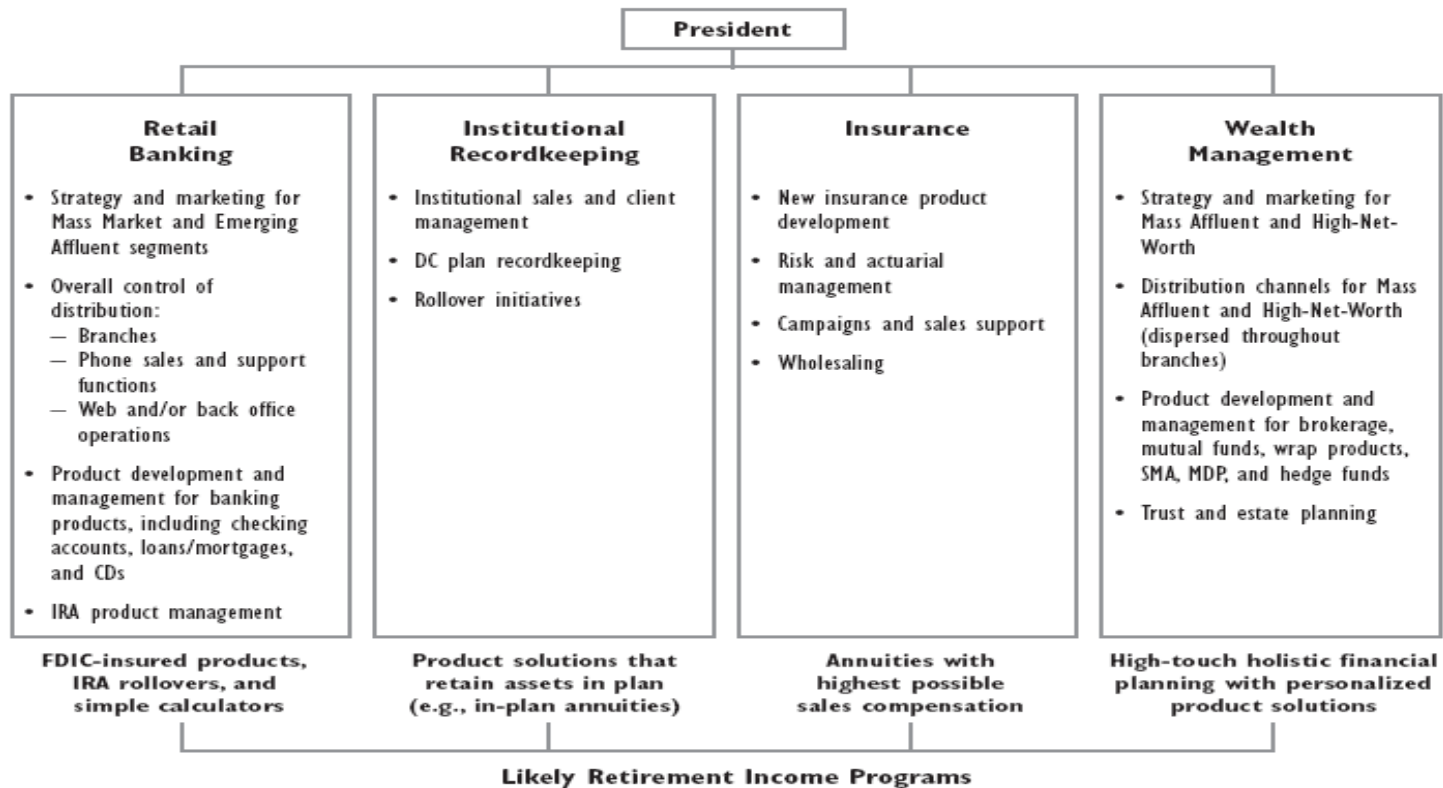 President
Retail
Banking
• Strategy and marketing for
Mass Market and Emerging
Affluent segments
• Overall control of
distribution:
— Branches
— Phone sales and support
functions
— Web and/or back office
operations
• Product development and
management for banking
products, including checking
accounts, loans/mortgages,
and CDs
• IRA product management
FDIC-insured products,
IRA rollovers, and
simple calculators
Institutional
Recordkeeping
• Institutional sales and client
management
• DC plan recordkeeping
• Rollover initiatives
Product solutions that
retain assets in plan
(e.g., in-plan annuities)
Insurance
• New insurance product
development
• Risk and actuarial
management
• Campaigns and sales support
• Wholesaling
Annuities with
highest possible
sales compensation
Wealth
Management
• Strategy and marketing for
Mass Affluent and High-Net-
Worth
• Distribution channels for Mass
Affluent and High-Net-Worth
(dispersed throughout
branches)
• Product development and
management for brokerage,
mutual funds, wrap products,
SMA, MDP, and hedge funds
• Trust and estate planning
High-touch holistic financial
planning with personalized
product solutions
Likely Retirement Income Programs